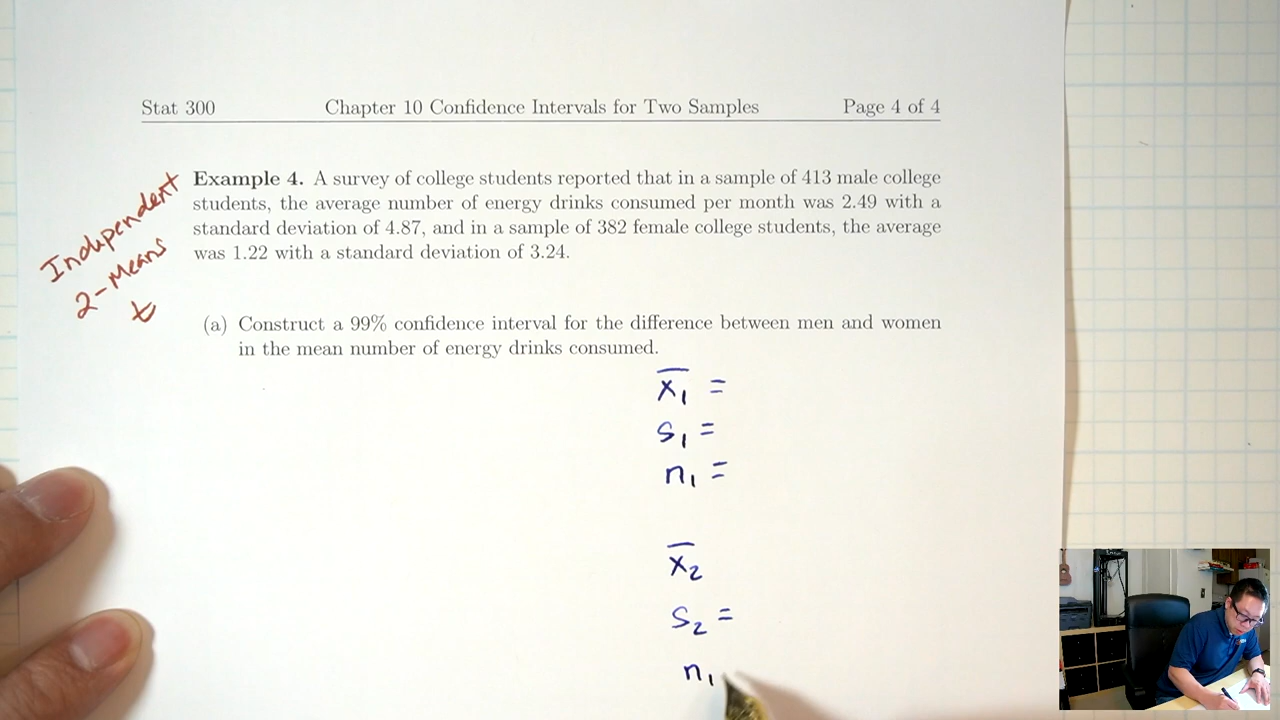 Stat 300 Chapter 10 Confidence Intervals for Two Samples Page 4 of 4
Independent
2-Means
t
Example 4. A survey of college students reported that in a sample of 413 male college
students, the average number of energy drinks consumed per month was 2.49 with a
standard deviation of 4.87, and in a sample of 382 female college students, the average
was 1.22 with a standard deviation of 3.24.
(a) Construct a 99% confidence interval for the difference between men and women
in the mean number of energy drinks consumed.
x̄₁ =
s₁ =
n₁ =
x̄₂
s₂ =
n₁